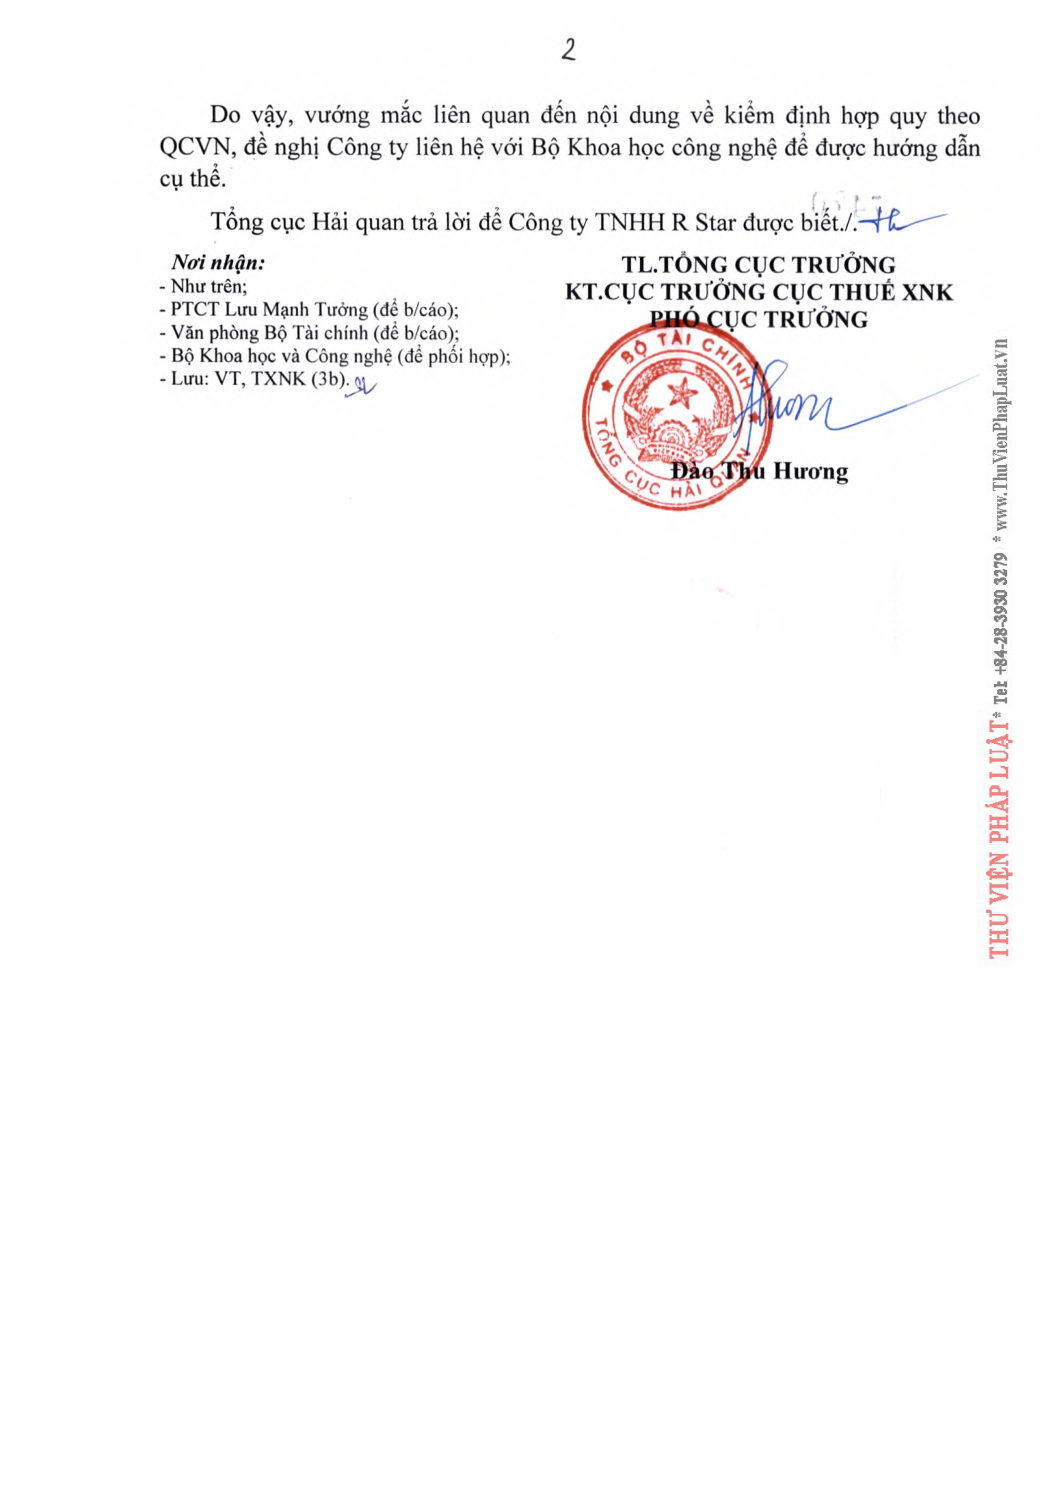 2
Do vậy, vướng mắc liên quan đến nội dung về kiểm định hợp quy theo
QCVN, đề nghị Công ty liên hệ với Bộ Khoa học công nghệ để được hướng dẫn
cụ thể.
Tổng cục Hải quan trả lời để Công ty TNHH R Star được biết./.
Nơi nhận:
- Như trên;
- PTCT Lưu Mạnh Tưởng (để b/cáo);
- Văn phòng Bộ Tài chính (để b/cáo);
- Bộ Khoa học và Công nghệ (để phối hợp);
- Lưu: VT, TXNK (3b).
TL.TỔNG CỤC TRƯỞNG
KT.CỤC TRƯỞNG CỤC THUẾ XNK
PHÓ CỤC TRƯỞNG
BỘ TÀI CHÍNH
TỔNG CỤC HẢI QUAN
Đào Thu Hương
THƯ VIỆN PHÁP LUẬT * Tel: +84-28-3930 3279 * www.ThuVienPhapLuat.vn